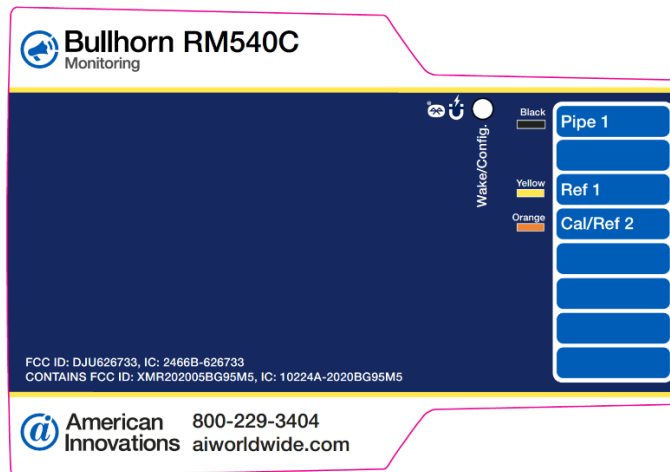 Bullhorn RM540C
Monitoring
Wake/Config.
Black
Pipe 1
Yellow
Ref 1
Orange
Cal/Ref 2
FCC ID: DJU626733, IC: 2466B-626733
CONTAINS FCC ID: XMR202005BG95M5, IC: 10224A-2020BG95M5
American 800-229-3404
Innovations aiworldwide.com